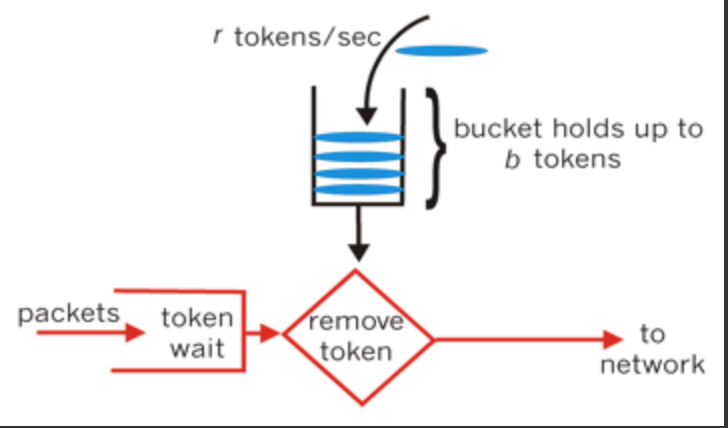 r tokens/sec
bucket holds up to
b tokens
packets
token
wait
remove
token
to
network